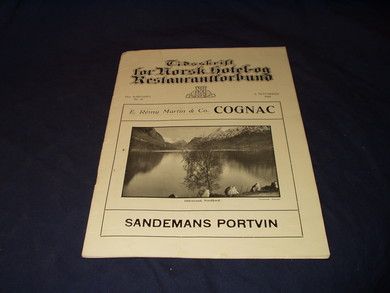 Tidsskrift
for Norsk Hotel-og
Restaurantforbund
E. Rémy Martin & Co. COGNAC
SANDEMANS PORTVIN